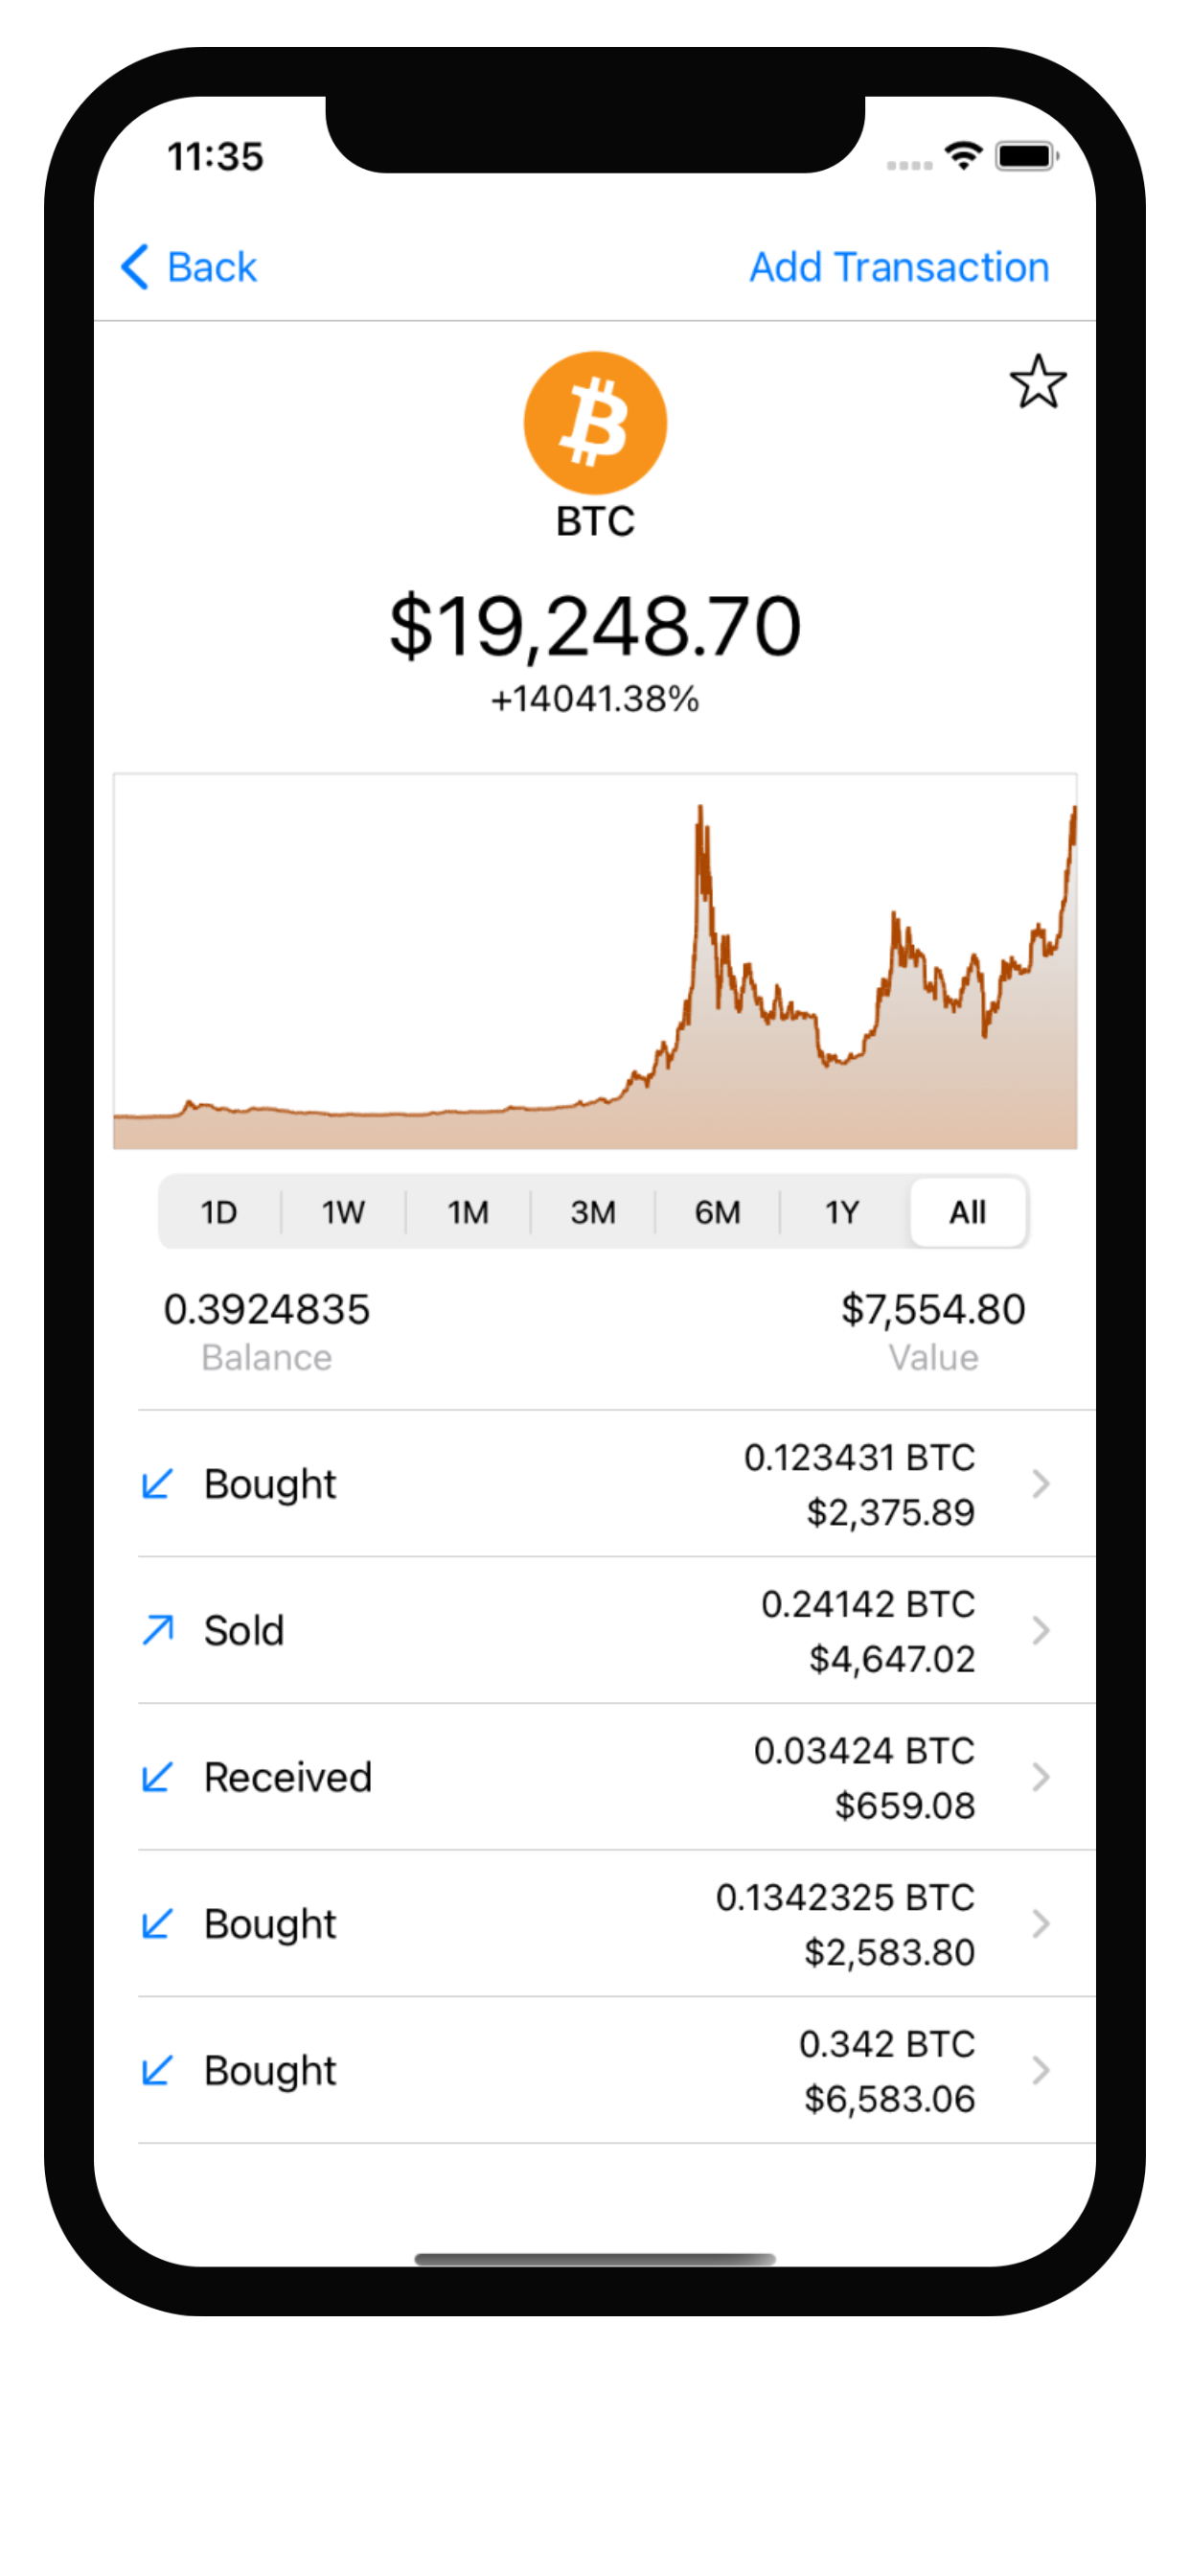 11:35
Back
Add Transaction
BTC
$19,248.70
+14041.38%
1D 1W 1M 3M 6M 1Y All
0.3924835
$7,554.80
Balance
Value
0.123431 BTC
Bought
$2,375.89
0.24142 BTC
Sold
$4,647.02
0.03424 BTC
Received
$659.08
0.1342325 BTC
Bought
$2,583.80
0.342 BTC
Bought
$6,583.06